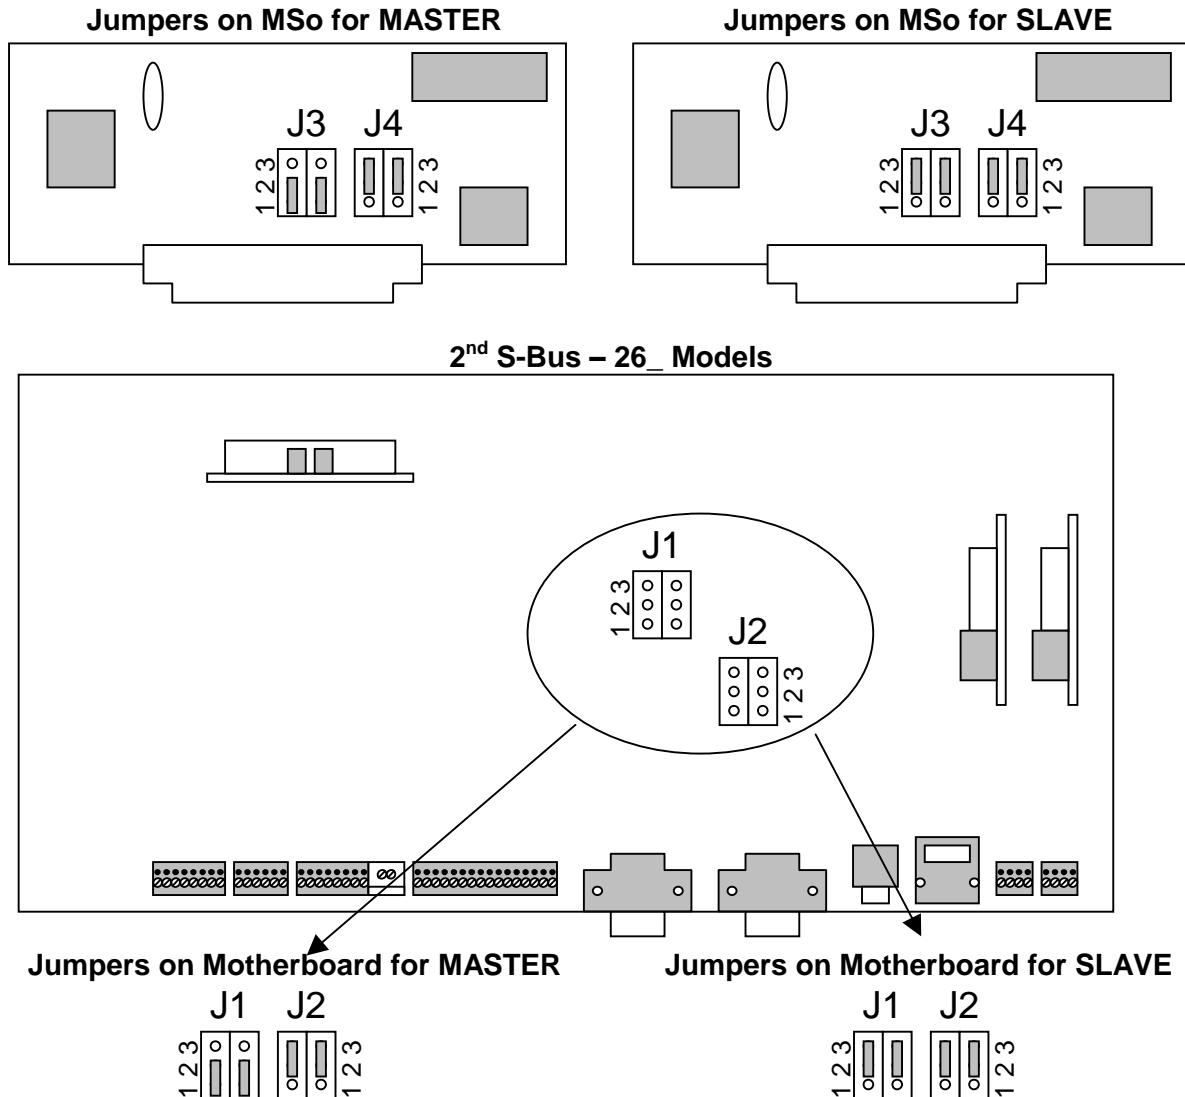 Jumpers on MSo for MASTER
Jumpers on MSo for SLAVE
J3 J4
1 2 3
1 2 3
J3 J4
1 2 3
1 2 3
2nd S-Bus – 26_ Models
J1
1 2 3
J2
1 2 3
Jumpers on Motherboard for MASTER
Jumpers on Motherboard for SLAVE
J1 J2
1 2 3
1 2 3
J1 J2
1 2 3
1 2 3